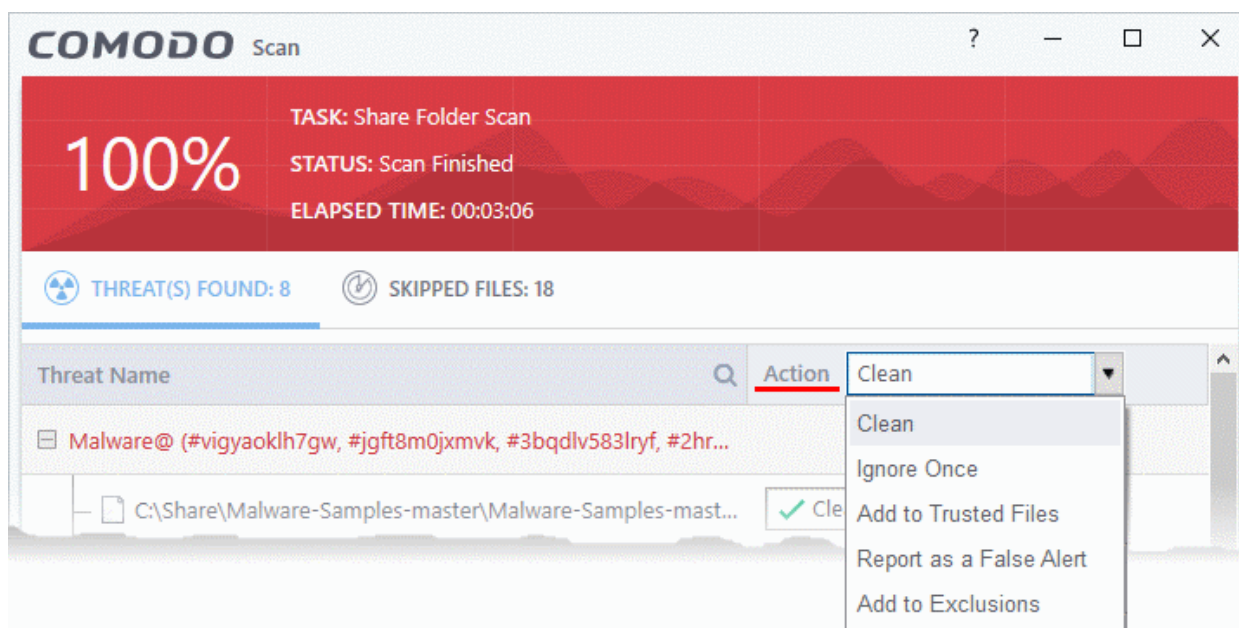 COMODO Scan ?
100%
TASK: Share Folder Scan
STATUS: Scan Finished
ELAPSED TIME: 00:03:06
THREAT(S) FOUND: 8 SKIPPED FILES: 18
Threat Name Action Clean
Malware@ (#vigyaoklh7gw, #jgft8m0jxmvk, #3bqdlv583lryf, #2hr...
C:\Share\Malware-Samples-master\Malware-Samples-mast... Cle
Clean
Ignore Once
Add to Trusted Files
Report as a False Alert
Add to Exclusions